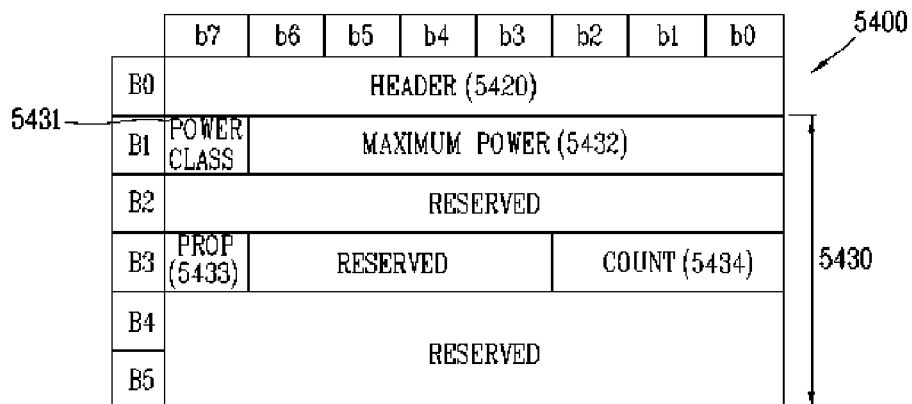 b7 b6 b5 b4 b3 b2 b1 b0
5400
B0 HEADER (5420)
5431
B1 POWER CLASS MAXIMUM POWER (5432)
B2 RESERVED
B3 PROP (5433) RESERVED COUNT (5434)
5430
B4
RESERVED
B5